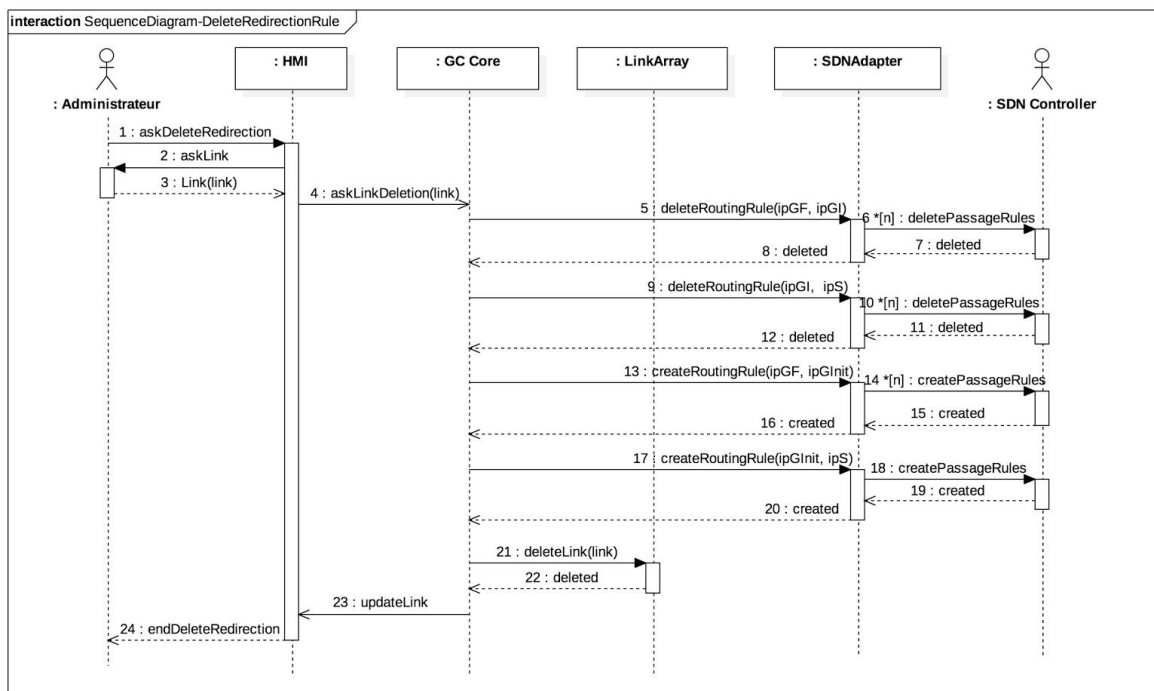 interaction SequenceDiagram-DeleteRedirectionRule
: Administrateur
: HMI
: GC Core
: LinkArray
: SDNAdapter
: SDN Controller
1 : askDeleteRedirection
2 : askLink
3 : Link(link)
4 : askLinkDeletion(link)
5 : deleteRoutingRule(ipGF, ipGI)
6 *[n] : deletePassageRules
7 : deleted
8 : deleted
9 : deleteRoutingRule(ipGI, ipS)
10 *[n] : deletePassageRules
11 : deleted
12 : deleted
13 : createRoutingRule(ipGF, ipGInit)
14 *[n] : createPassageRules
15 : created
16 : created
17 : createRoutingRule(ipGInit, ipS)
18 : createPassageRules
19 : created
20 : created
21 : deleteLink(link)
22 : deleted
23 : updateLink
24 : endDeleteRedirection